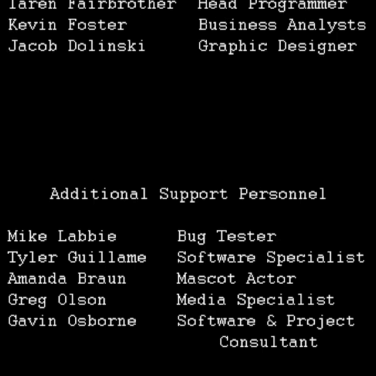 Taren Fairbrother Head Programmer
Kevin Foster Business Analysts
Jacob Dolinski Graphic Designer
Additional Support Personnel
Mike Labbie Bug Tester
Tyler Guillame Software Specialist
Amanda Braun Mascot Actor
Greg Olson Media Specialist
Gavin Osborne Software & Project
Consultant